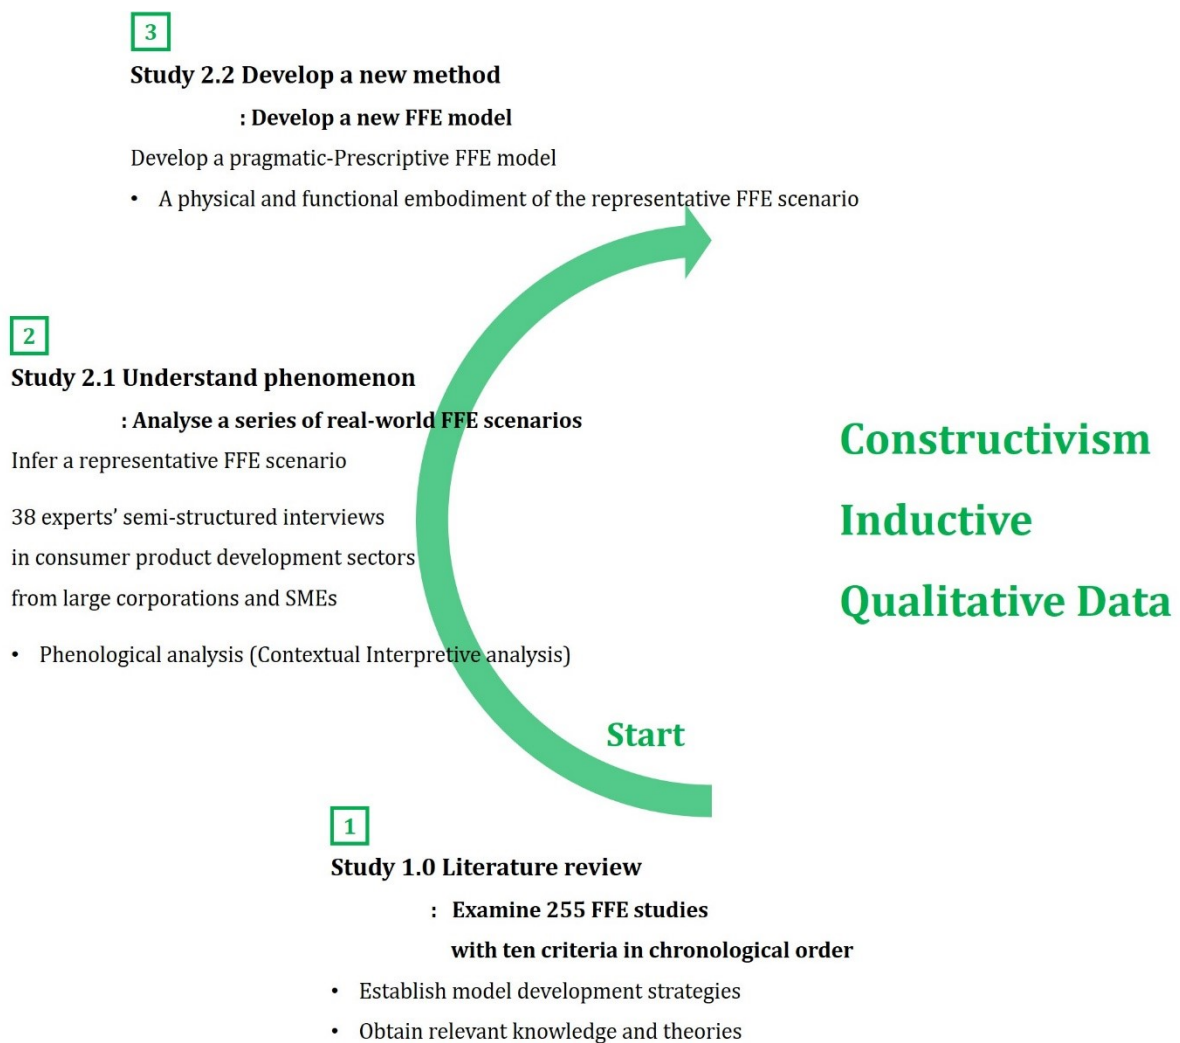 3
Study 2.2 Develop a new method
: Develop a new FFE model
Develop a pragmatic-Prescriptive FFE model
• A physical and functional embodiment of the representative FFE scenario
2
Study 2.1 Understand phenomenon
: Analyse a series of real-world FFE scenarios
Infer a representative FFE scenario
38 experts’ semi-structured interviews
in consumer product development sectors
from large corporations and SMEs
• Phenological analysis (Contextual Interpretive analysis)
Constructivism
Inductive
Qualitative Data
Start
1
Study 1.0 Literature review
: Examine 255 FFE studies
with ten criteria in chronological order
• Establish model development strategies
• Obtain relevant knowledge and theories